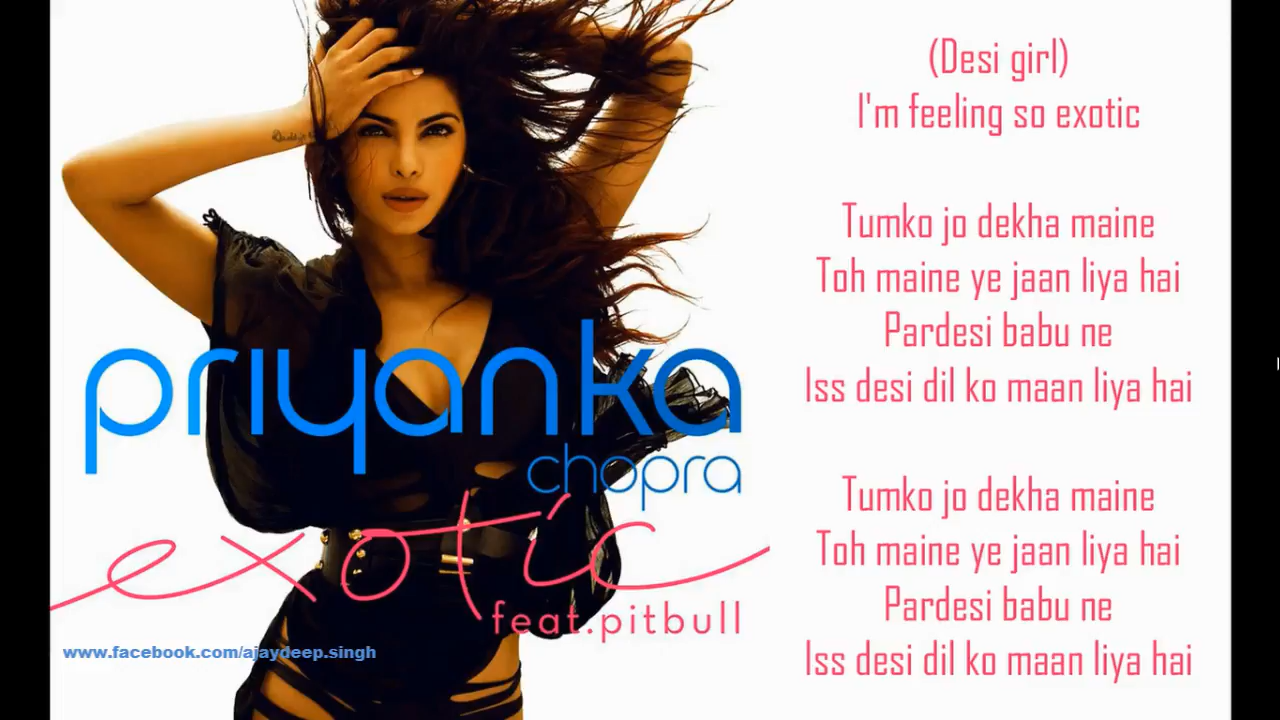 priyanka
chopra
exotic
feat.pitbull
www.facebook.com/ajaydeep.singh
(Desi girl)
I'm feeling so exotic
Tumko jo dekha maine
Toh maine ye jaan liya hai
Pardesi babu ne
Iss desi dil ko maan liya hai
Tumko jo dekha maine
Toh maine ye jaan liya hai
Pardesi babu ne
Iss desi dil ko maan liya hai